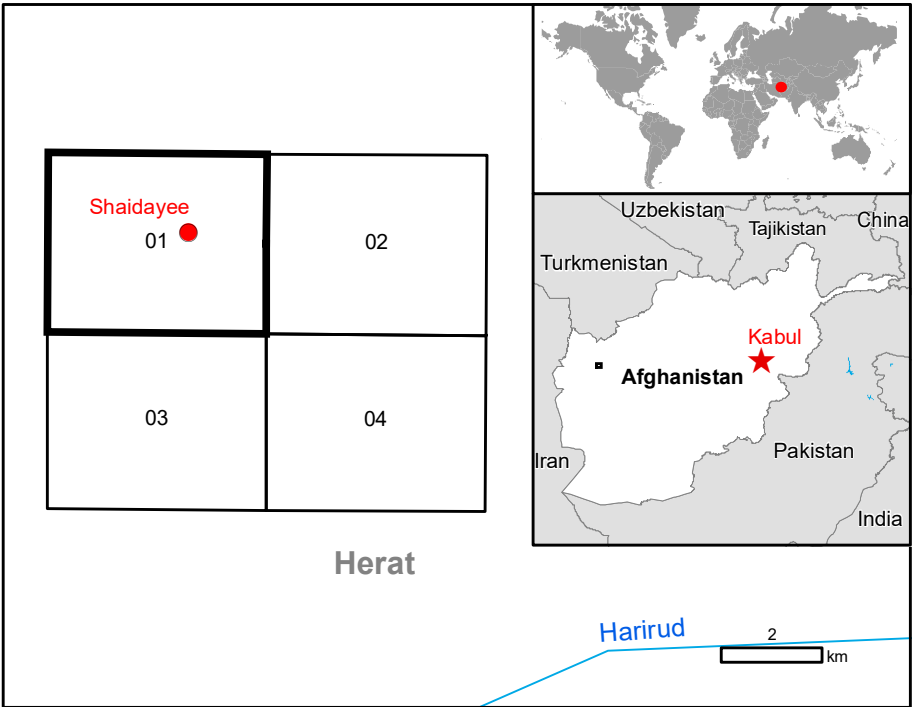 Shaidayee
01
02
03
04
Herat
Harirud
2
km
Uzbekistan
Tajikistan
China
Turkmenistan
Kabul
Afghanistan
Iran
Pakistan
India